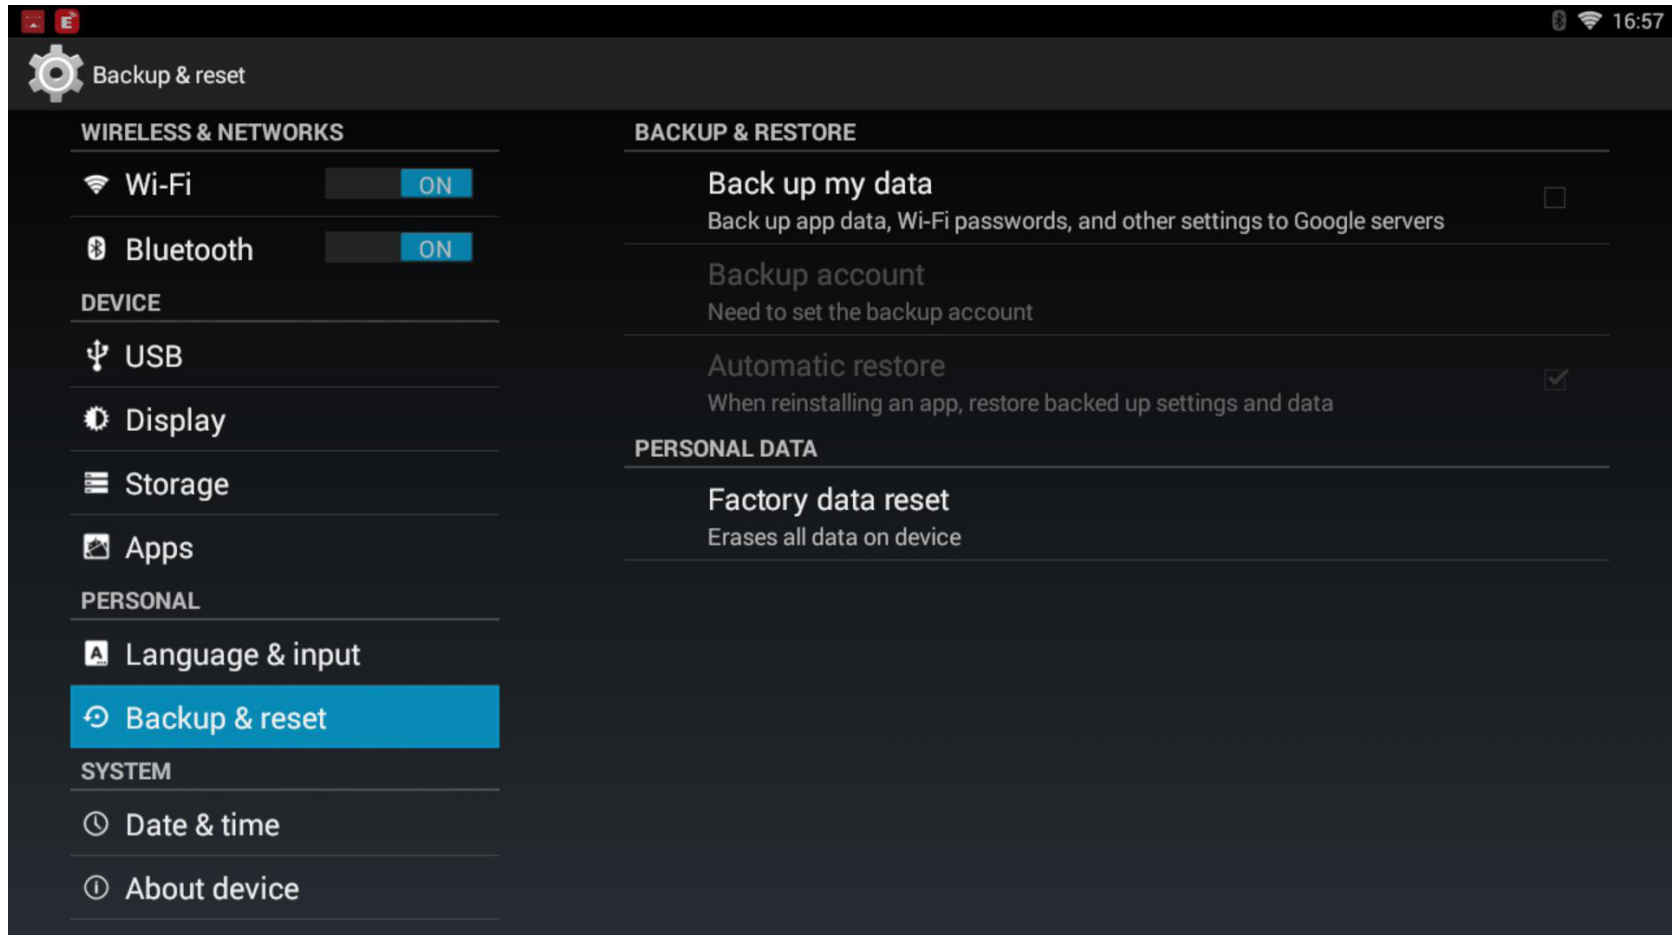 E 16:57
Backup & reset
WIRELESS & NETWORKS
Wi-Fi ON
Bluetooth ON
DEVICE
USB
Display
Storage
Apps
PERSONAL
A Language & input
Backup & reset
SYSTEM
Date & time
About device
BACKUP & RESTORE
Back up my data
Back up app data, Wi-Fi passwords, and other settings to Google servers
Backup account
Need to set the backup account
Automatic restore
When reinstalling an app, restore backed up settings and data
PERSONAL DATA
Factory data reset
Erases all data on device